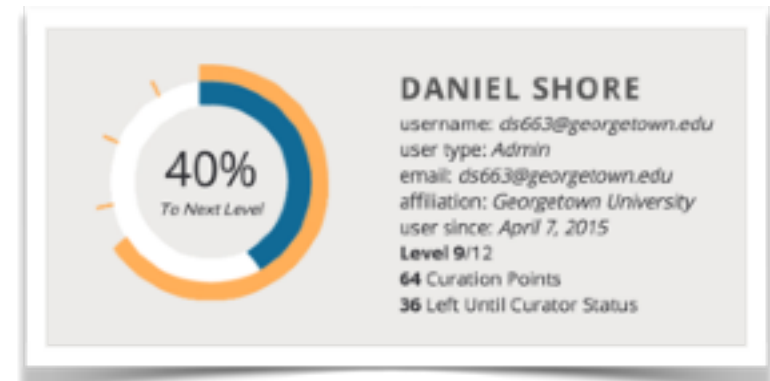 40%
To Next Level
DANIEL SHORE
username: ds663@georgetown.edu
user type: Admin
email: ds663@georgetown.edu
affiliation: Georgetown University
user since: April 7, 2015
Level 9/12
64 Curation Points
36 Left Until Curator Status